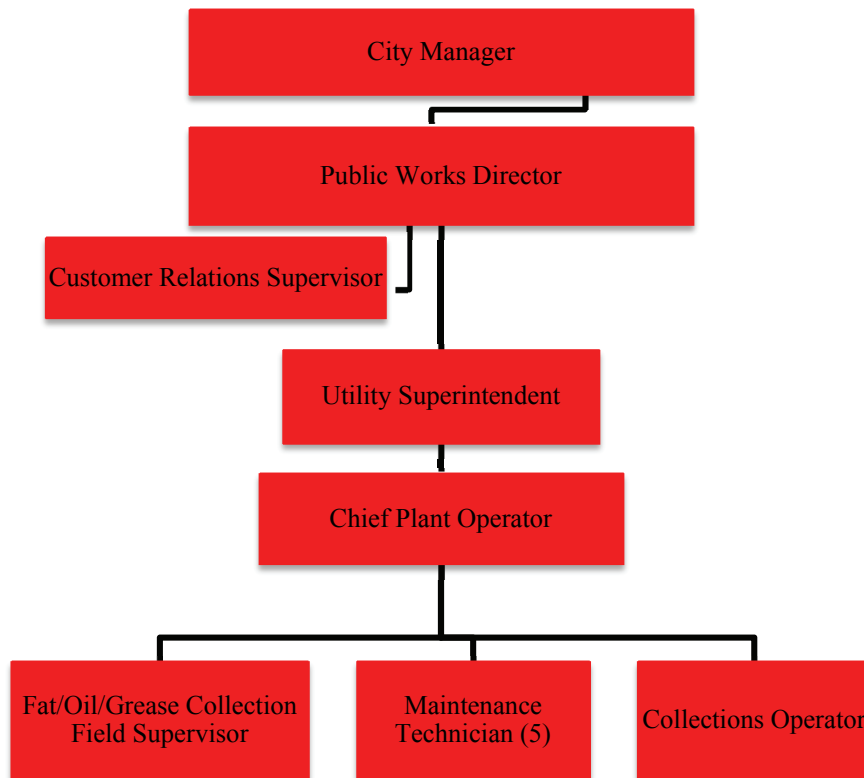 City Manager
Public Works Director
Customer Relations Supervisor
Utility Superintendent
Chief Plant Operator
Fat/Oil/Grease Collection
Field Supervisor
Maintenance
Technician (5)
Collections Operator